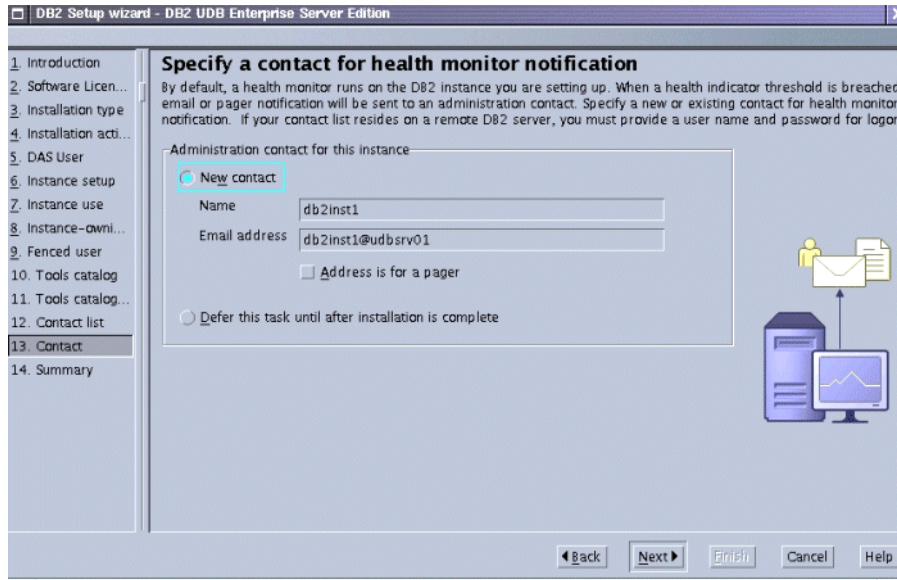 DB2 Setup wizard - DB2 UDB Enterprise Server Edition
1. Introduction
2. Software Licen...
3. Installation type
4. Installation acti...
5. DAS User
6. Instance setup
7. Instance use
8. Instance-owni...
9. Fenced user
10. Tools catalog
11. Tools catalog...
12. Contact list
13. Contact
14. Summary
Specify a contact for health monitor notification
By default, a health monitor runs on the DB2 instance you are setting up. When a health indicator threshold is breached
email or pager notification will be sent to an administration contact. Specify a new or existing contact for health monitor
notification. If your contact list resides on a remote DB2 server, you must provide a user name and password for logon
Administration contact for this instance
New contact
Name
db2inst1
Email address
db2inst1@udbsrv01
Address is for a pager
Defer this task until after installation is complete
Back
Next
Finish
Cancel
Help